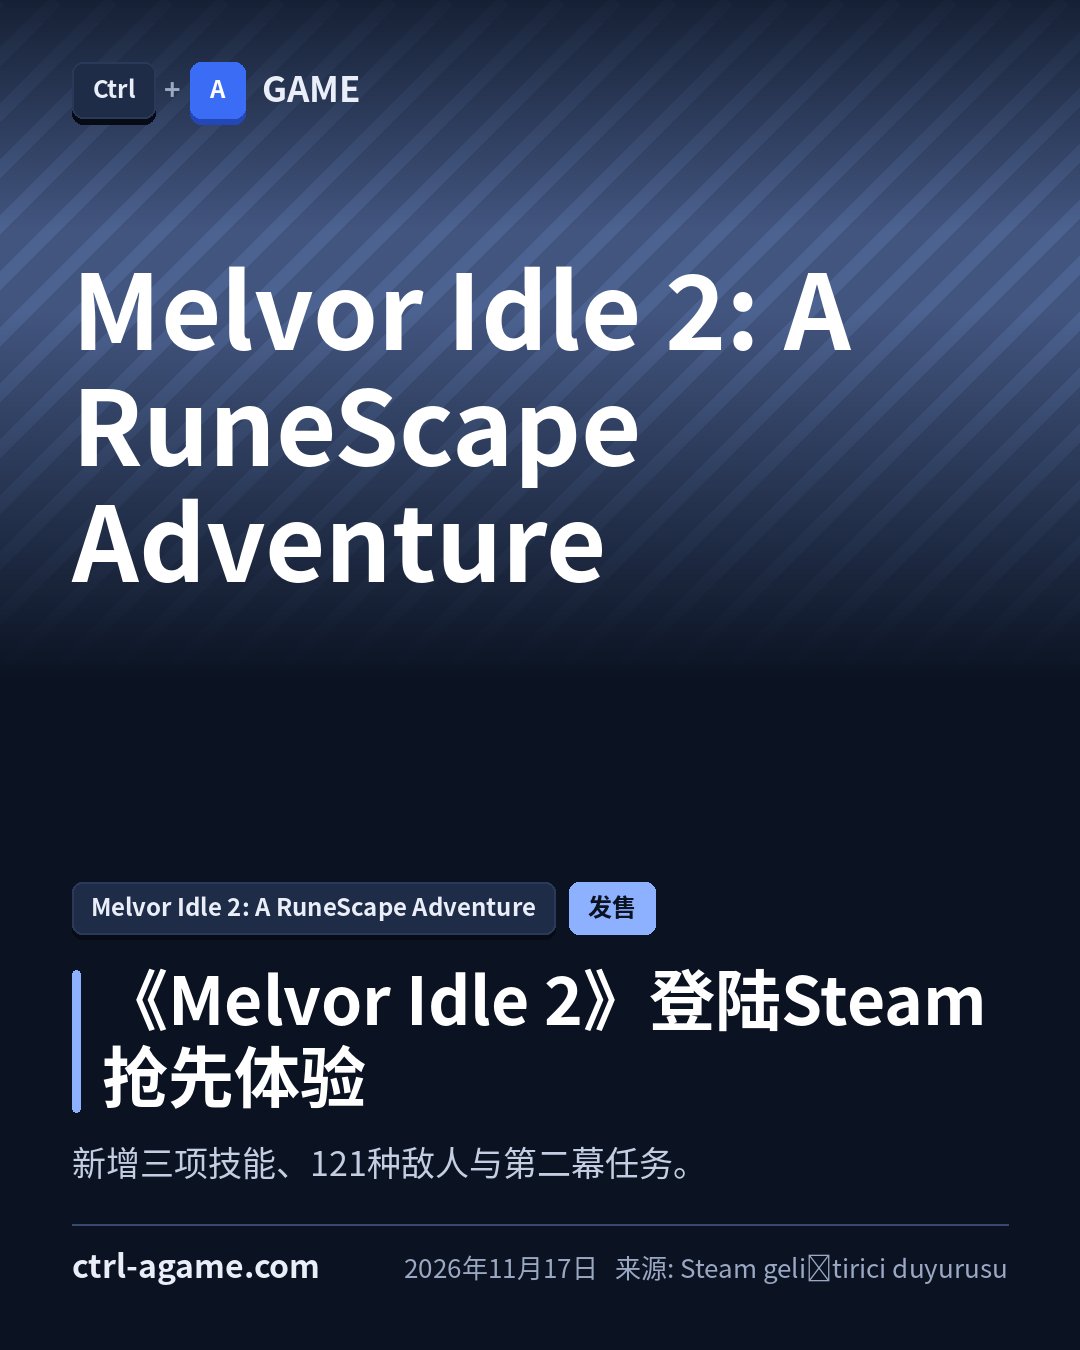 Ctrl + A GAME
Melvor Idle 2: A
RuneScape
Adventure
Melvor Idle 2: A RuneScape Adventure 发售
《Melvor Idle 2》登陆Steam
抢先体验
新增三项技能、121种敌人与第二幕任务。
ctrl-agame.com 2026年11月17日 来源: Steam geli☒tirici duyurusu